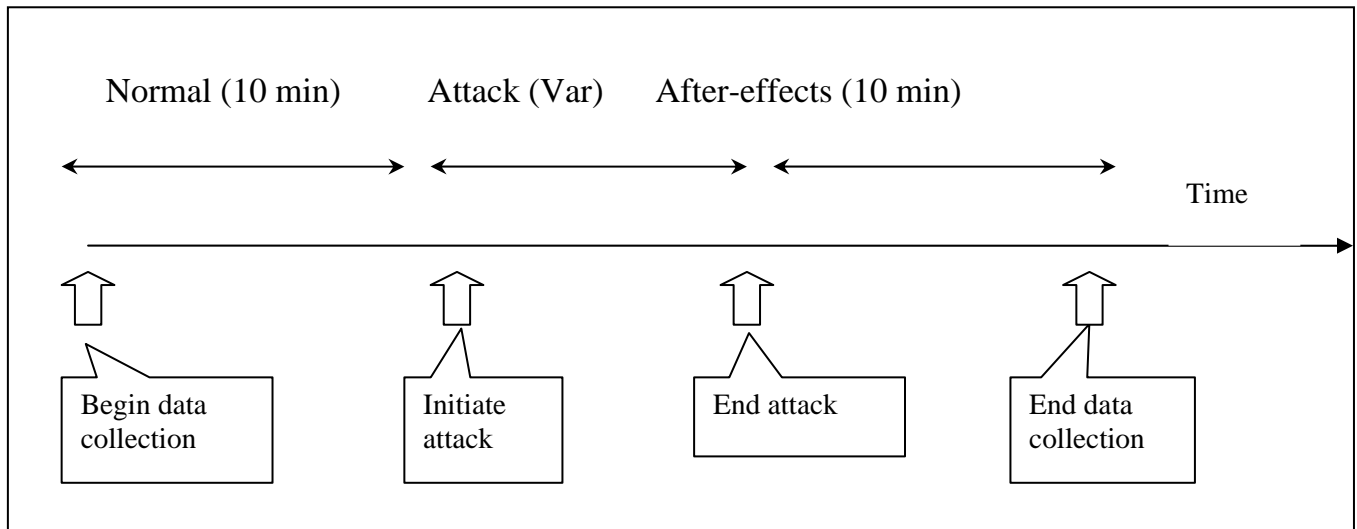 Normal (10 min) Attack (Var) After-effects (10 min)
Time
Begin data
collection
Initiate
attack
End attack
End data
collection